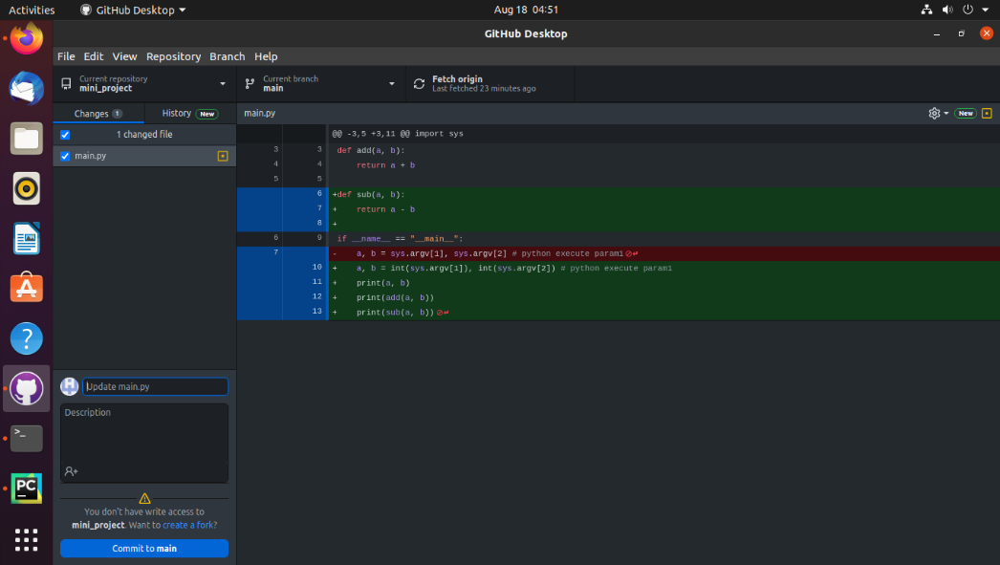 Activities GitHub Desktop Aug 18 04:51
GitHub Desktop
File Edit View Repository Branch Help
Current repository
mini_project
Current branch
main
Fetch origin
Last fetched 23 minutes ago
Changes 1 History New
main.py New
1 changed file
main.py
@@ -3,5 +3,11 @@ import sys
3 3 def add(a, b):
4 4 return a + b
5 5
6 +def sub(a, b):
7 + return a - b
8 +
6 9 if __name__ == "__main__":
7 - a, b = sys.argv[1], sys.argv[2] # python execute param1
10 + a, b = int(sys.argv[1]), int(sys.argv[2]) # python execute param1
11 + print(a, b)
12 + print(add(a, b))
13 + print(sub(a, b))
Update main.py
Description
You don't have write access to
mini_project. Want to create a fork?
Commit to main
>_
PC